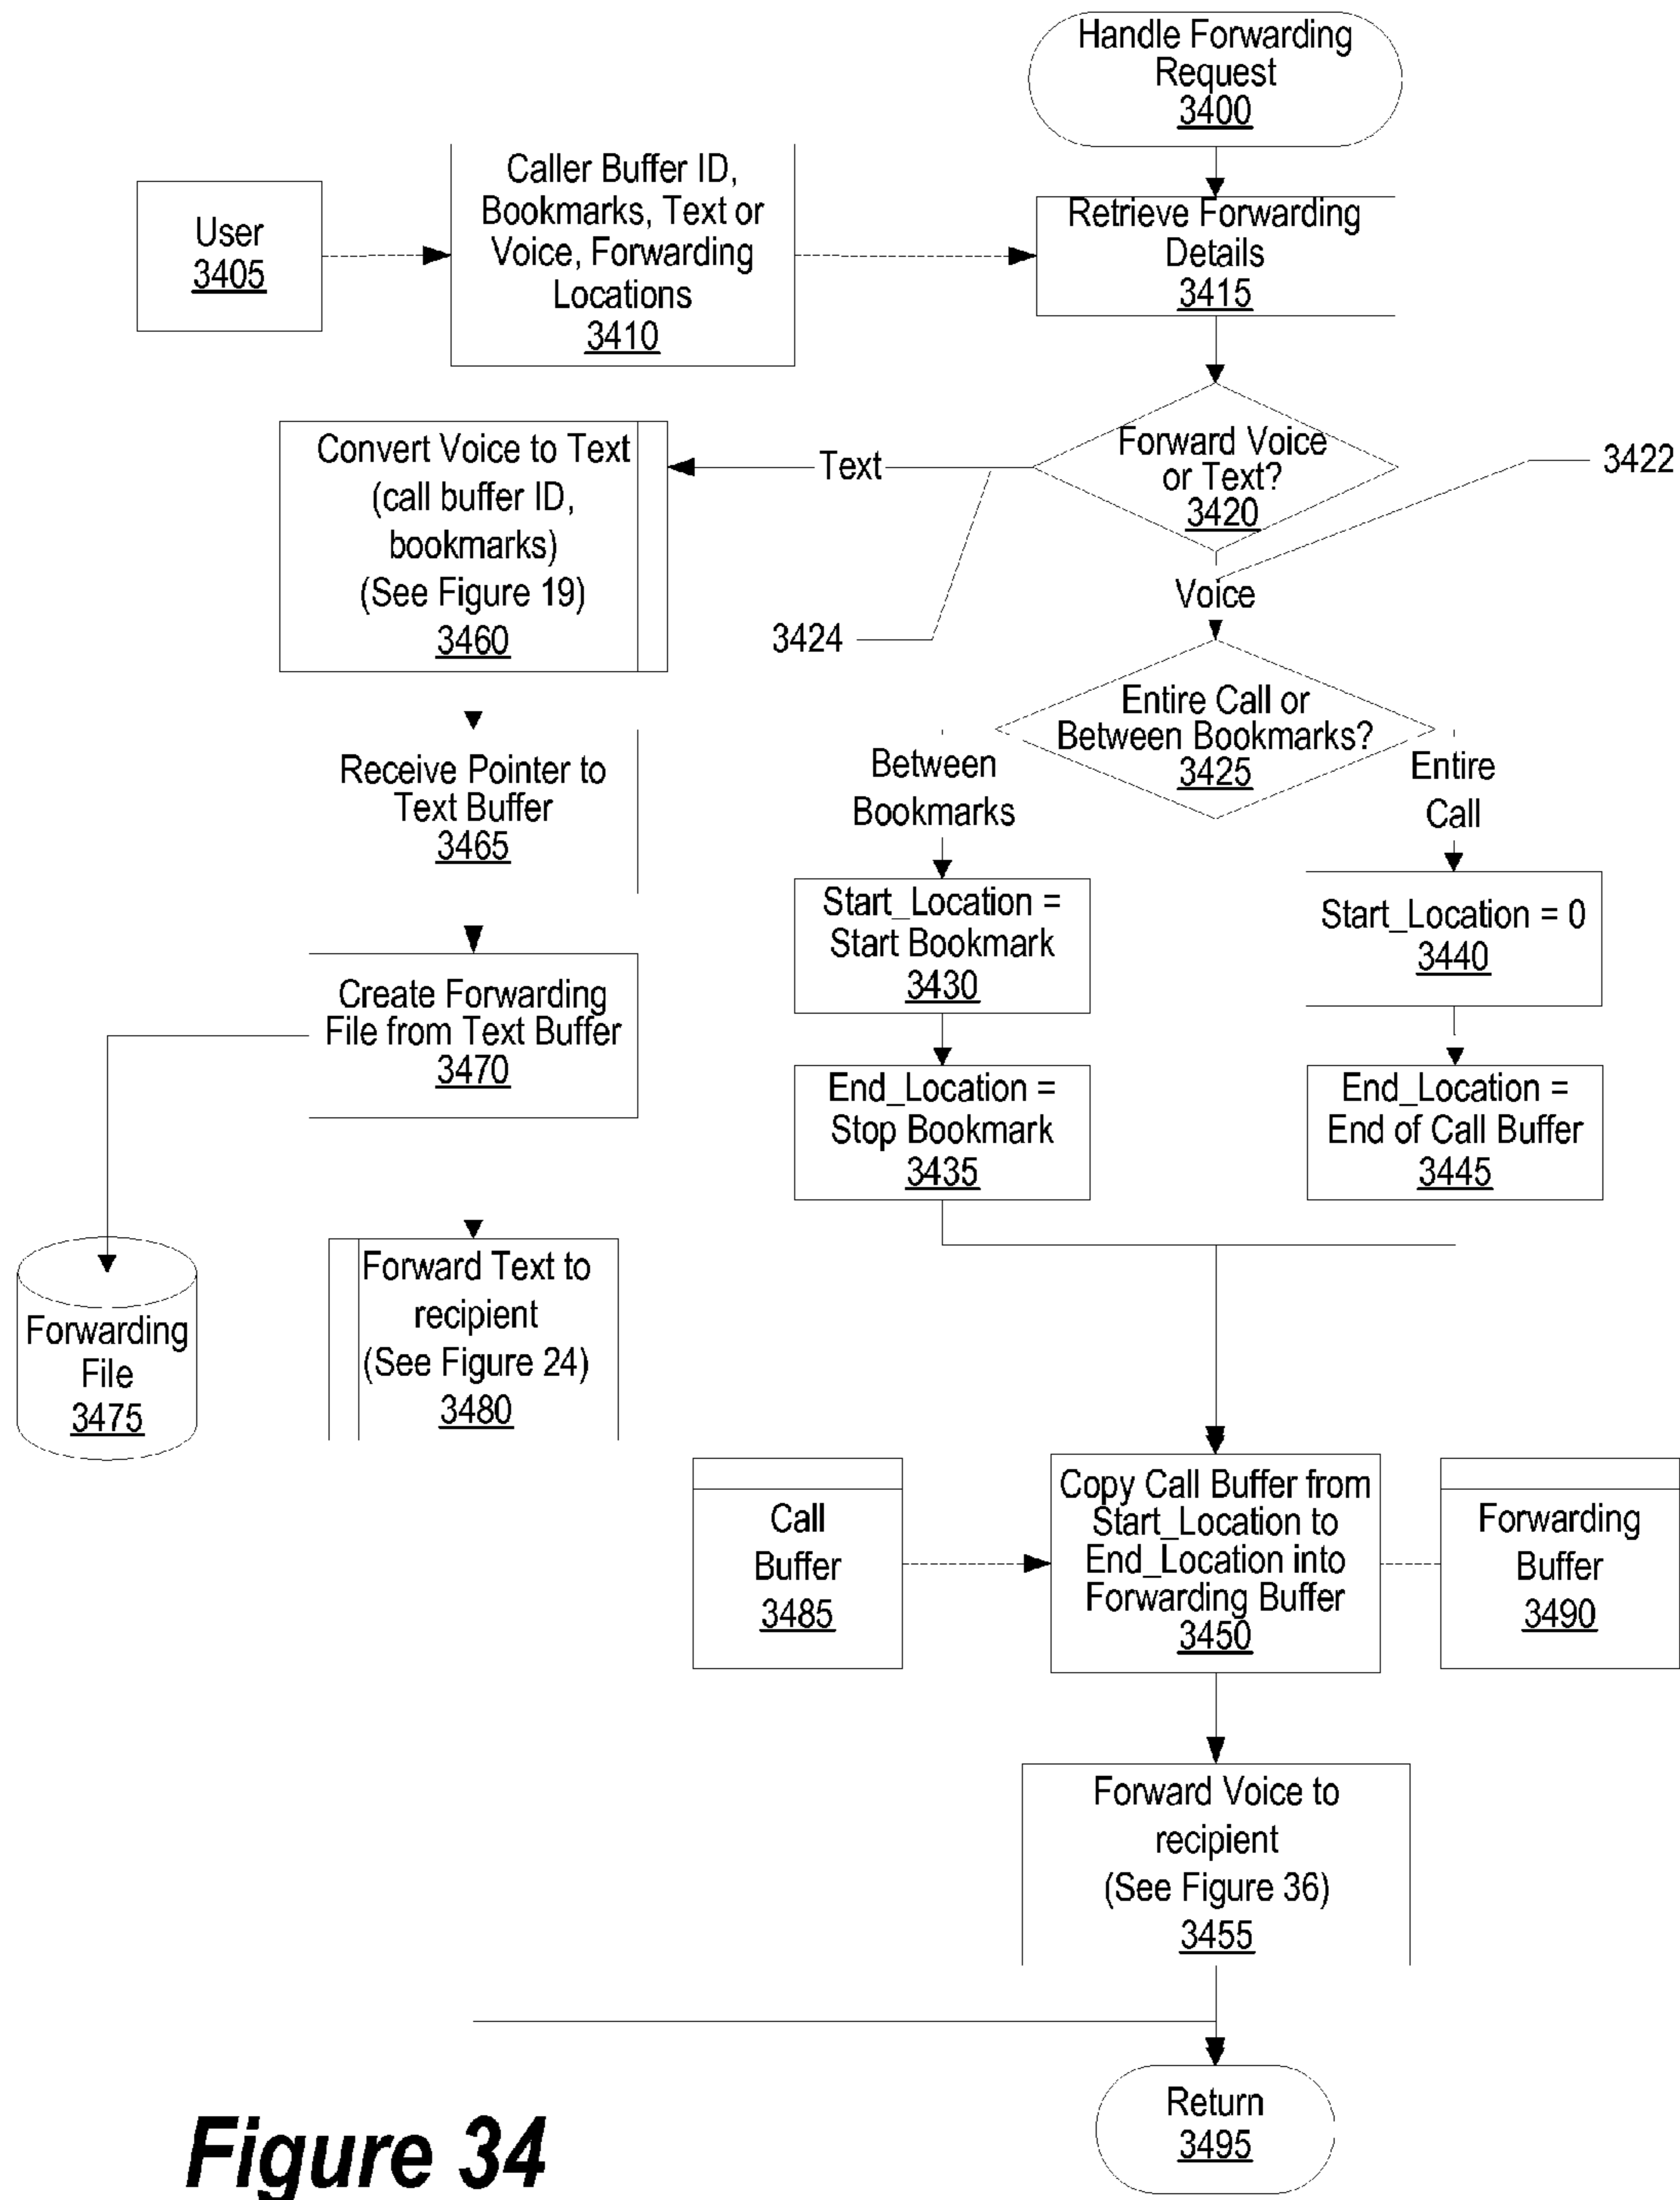 Handle Forwarding
Request
3400
User
3405
Caller Buffer ID,
Bookmarks, Text or
Voice, Forwarding
Locations
3410
Retrieve Forwarding
Details
3415
Forward Voice
or Text?
3420
3422
Text
3424
Voice
Convert Voice to Text
(call buffer ID,
bookmarks)
(See Figure 19)
3460
Entire Call or
Between Bookmarks?
3425
Between
Bookmarks
Entire
Call
Receive Pointer to
Text Buffer
3465
Start_Location =
Start Bookmark
3430
Start_Location = 0
3440
Create Forwarding
File from Text Buffer
3470
End_Location =
Stop Bookmark
3435
End_Location =
End of Call Buffer
3445
Forwarding
File
3475
Forward Text to
recipient
(See Figure 24)
3480
Call
Buffer
3485
Copy Call Buffer from
Start_Location to
End_Location into
Forwarding Buffer
3450
Forwarding
Buffer
3490
Forward Voice to
recipient
(See Figure 36)
3455
Return
3495
Figure 34